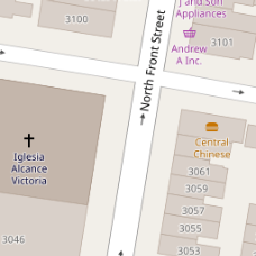 J and Son
Appliances
3100
North Front Street
Andrew
A Inc.
3101
Central
Chinese
Iglesia
Alcance
Victoria
3061
3059
3057
3055
3053
3046